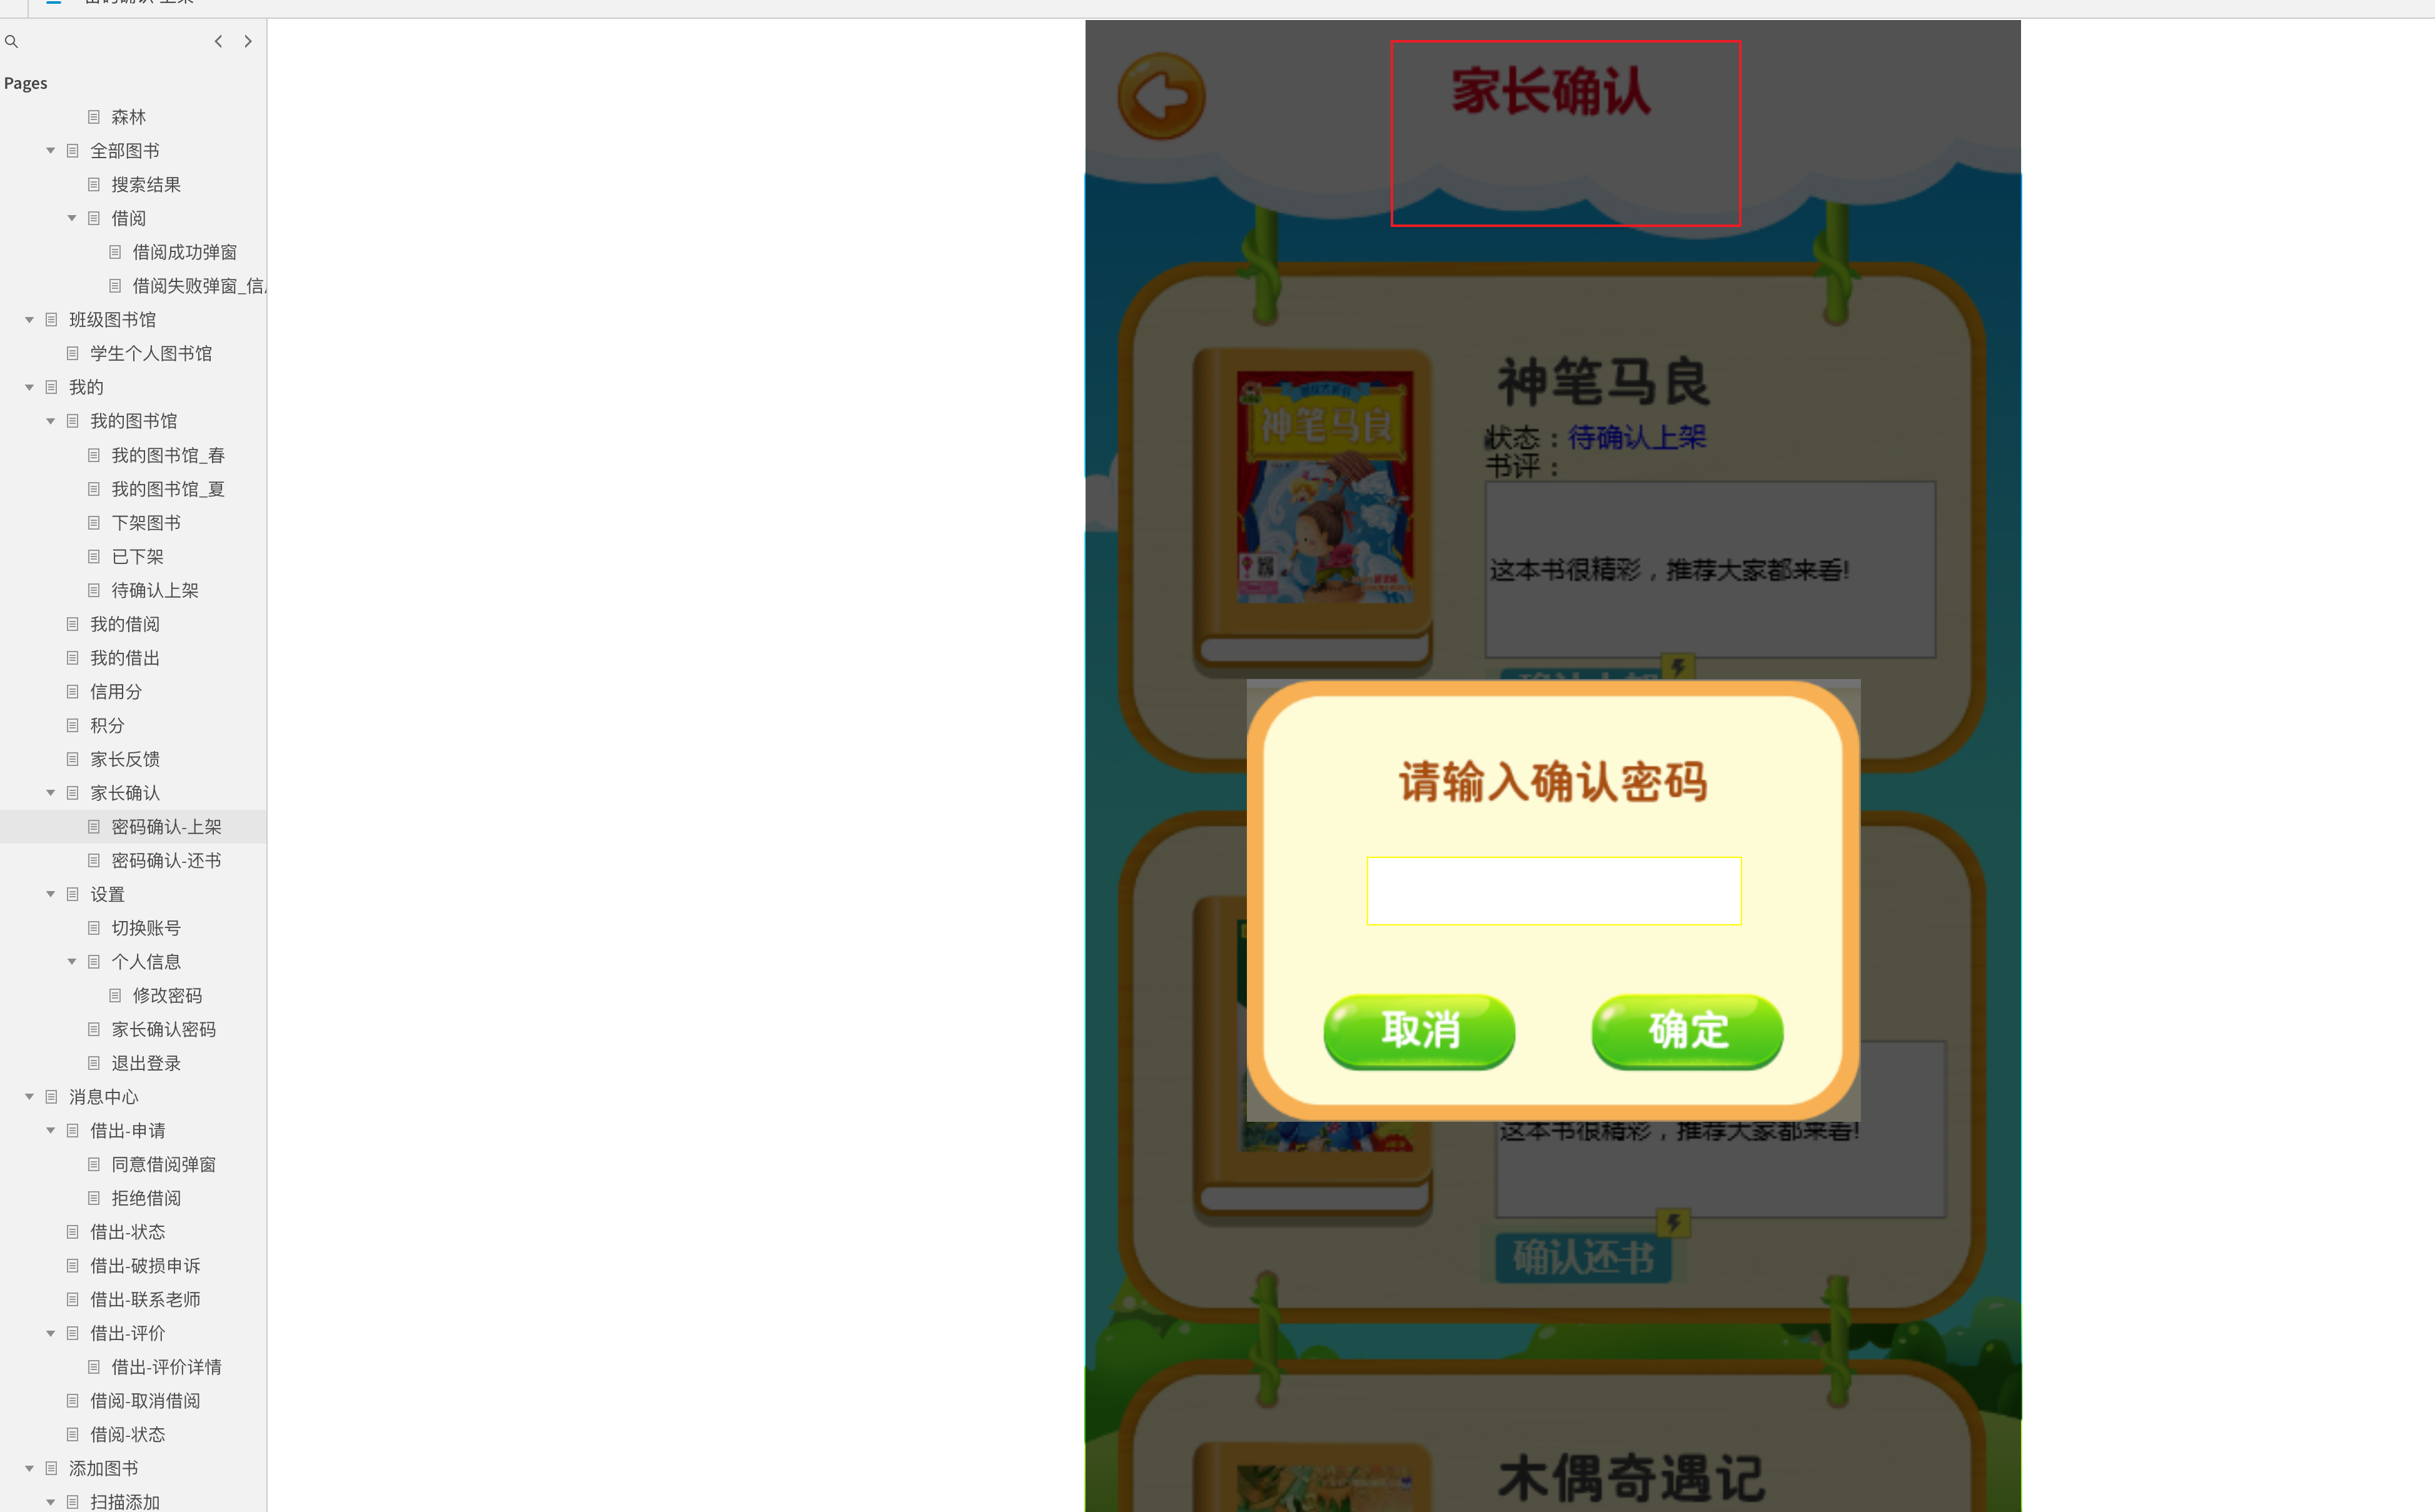 Pages
森林
全部图书
搜索结果
借阅
借阅成功弹窗
借阅失败弹窗_信
班级图书馆
学生个人图书馆
我的
我的图书馆
我的图书馆_春
我的图书馆_夏
下架图书
已下架
待确认上架
我的借阅
我的借出
信用分
积分
家长反馈
家长确认
密码确认-上架
密码确认-还书
设置
切换账号
个人信息
修改密码
家长确认密码
退出登录
消息中心
借出-申请
同意借阅弹窗
拒绝借阅
借出-状态
借出-破损申诉
借出-联系老师
借出-评价
借出-评价详情
借阅-取消借阅
借阅-状态
添加图书
扫描添加
家长确认
神笔马良
神笔马良
状态：待确认上架
书评：
这本书很精彩，推荐大家都来看!
请输入确认密码
取消
确定
这本书很精彩，推荐大家都来看!
确认还书
木偶奇遇记